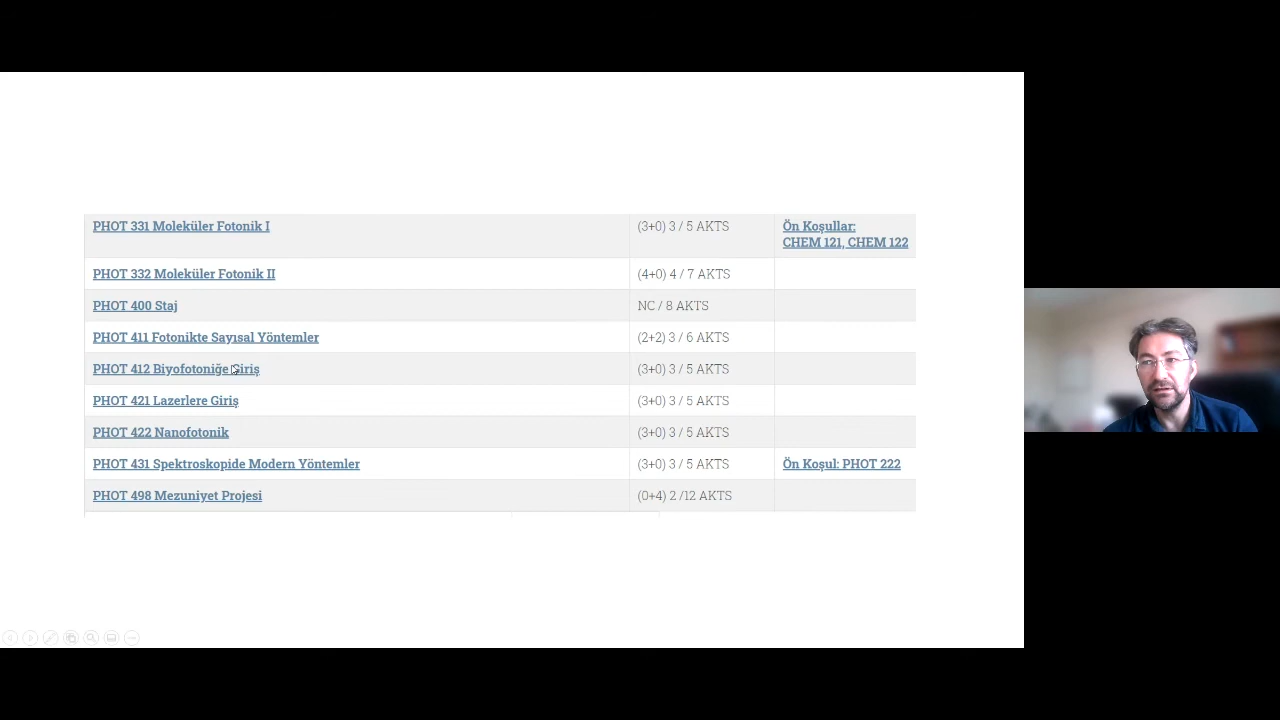 PHOT 331 Moleküler Fotonik I (3+0) 3 / 5 AKTS Ön Koşullar:
CHEM 121, CHEM 122
PHOT 332 Moleküler Fotonik II (4+0) 4 / 7 AKTS
PHOT 400 Staj NC / 8 AKTS
PHOT 411 Fotonikte Sayısal Yöntemler (2+2) 3 / 6 AKTS
PHOT 412 Biyofotoniğe Giriş (3+0) 3 / 5 AKTS
PHOT 421 Lazerlere Giriş (3+0) 3 / 5 AKTS
PHOT 422 Nanofotonik (3+0) 3 / 5 AKTS
PHOT 431 Spektroskopide Modern Yöntemler (3+0) 3 / 5 AKTS Ön Koşul: PHOT 222
PHOT 498 Mezuniyet Projesi (0+4) 2 /12 AKTS